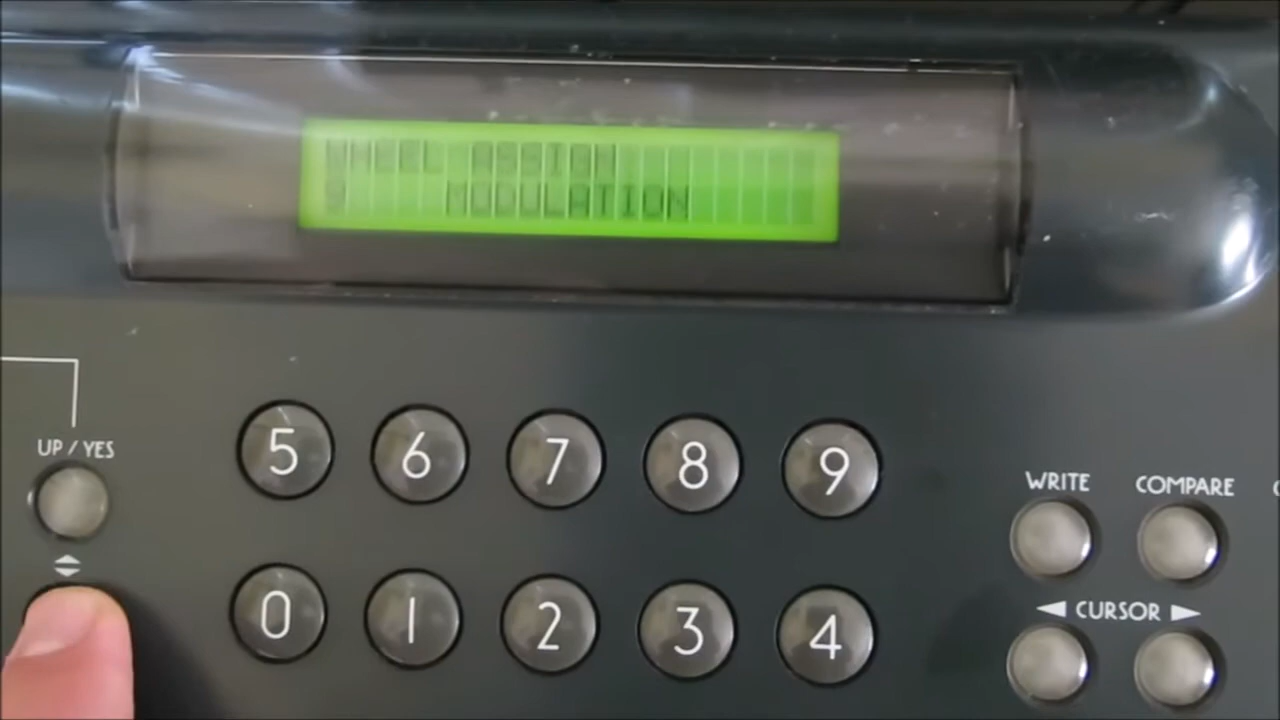 WHEEL ASSIGN
MODULATION
UP / YES
5 6 7 8 9
WRITE COMPARE
0 1 2 3 4
CURSOR